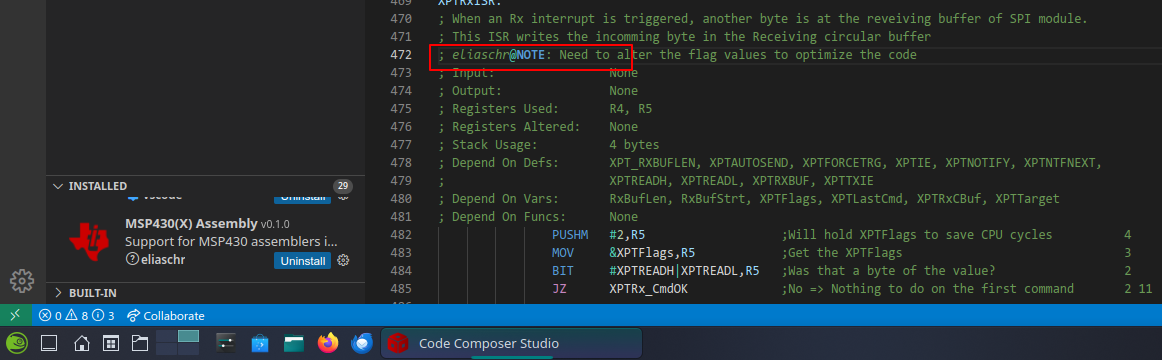 469 XPTRxISR:
470 ; When an Rx interrupt is triggered, another byte is at the reveiving buffer of SPI module.
471 ; This ISR writes the incomming byte in the Receiving circular buffer
472 ; eliaschr@NOTE: Need to alter the flag values to optimize the code
473 ; Input: None
474 ; Output: None
475 ; Registers Used: R4, R5
476 ; Registers Altered: None
477 ; Stack Usage: 4 bytes
478 ; Depend On Defs: XPT_RXBUFLEN, XPTAUTOSEND, XPTFORCETRG, XPTIE, XPTNOTIFY, XPTNTFNEXT,
479 ; XPTREADH, XPTREADL, XPTRXBUF, XPTTXIE
480 ; Depend On Vars: RxBufLen, RxBufStrt, XPTFlags, XPTLastCmd, XPTRxCBuf, XPTTarget
481 ; Depend On Funcs: None
482 PUSHM #2,R5 ;Will hold XPTFlags to save CPU cycles 4
483 MOV &XPTFlags,R5 ;Get the XPTFlags 3
484 BIT #XPTREADH|XPTREADL,R5 ;Was that a byte of the value? 2
485 JZ XPTRx_CmdOK ;No => Nothing to do on the first command 2 11
INSTALLED 29
vscode Uninstall
MSP430(X) Assembly v0.1.0
Support for MSP430 assemblers i...
eliaschr Uninstall
BUILT-IN
0 8 3 Collaborate
Code Composer Studio